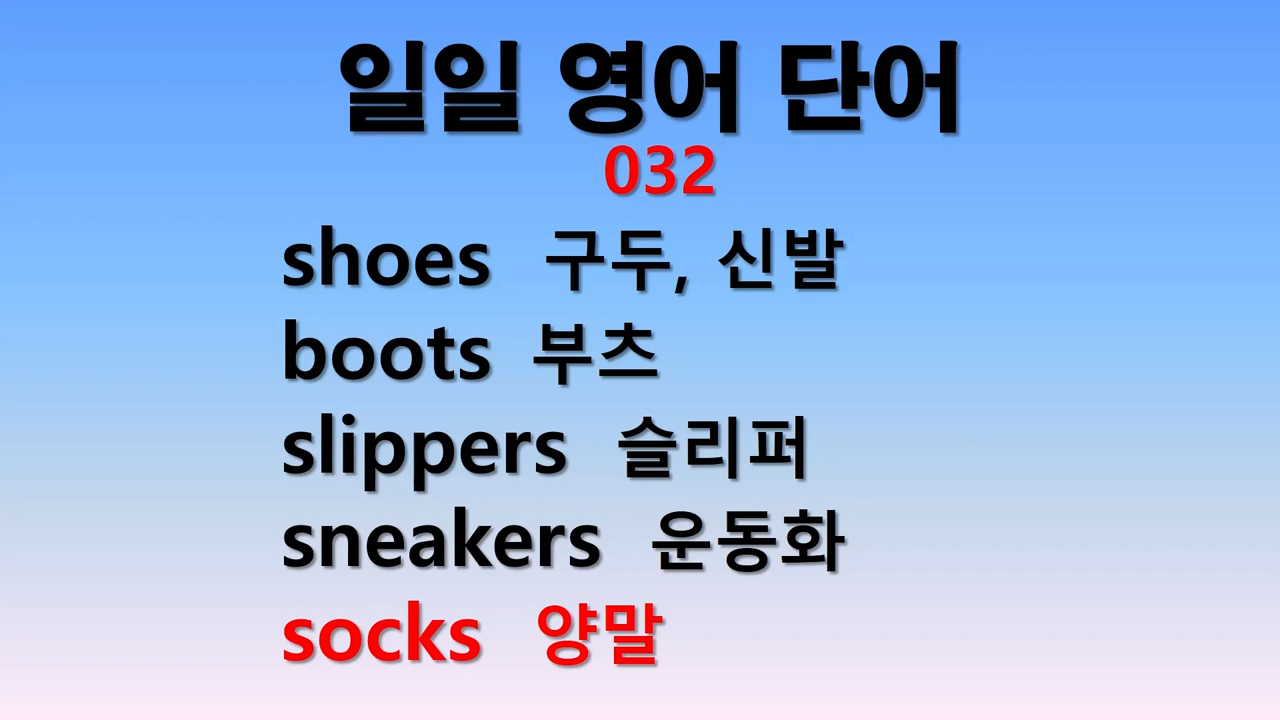 일일 영어 단어
032
shoes 구두, 신발
boots 부츠
slippers 슬리퍼
sneakers 운동화
socks 양말